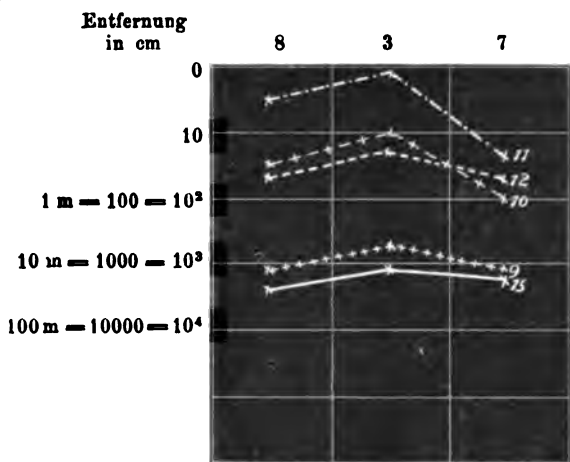 Entfernung
in cm 8 3 7
0
10
11
12
1 m = 100 = 10² 10
10 m = 1000 = 10³
9
15
100 m = 10000 = 10⁴